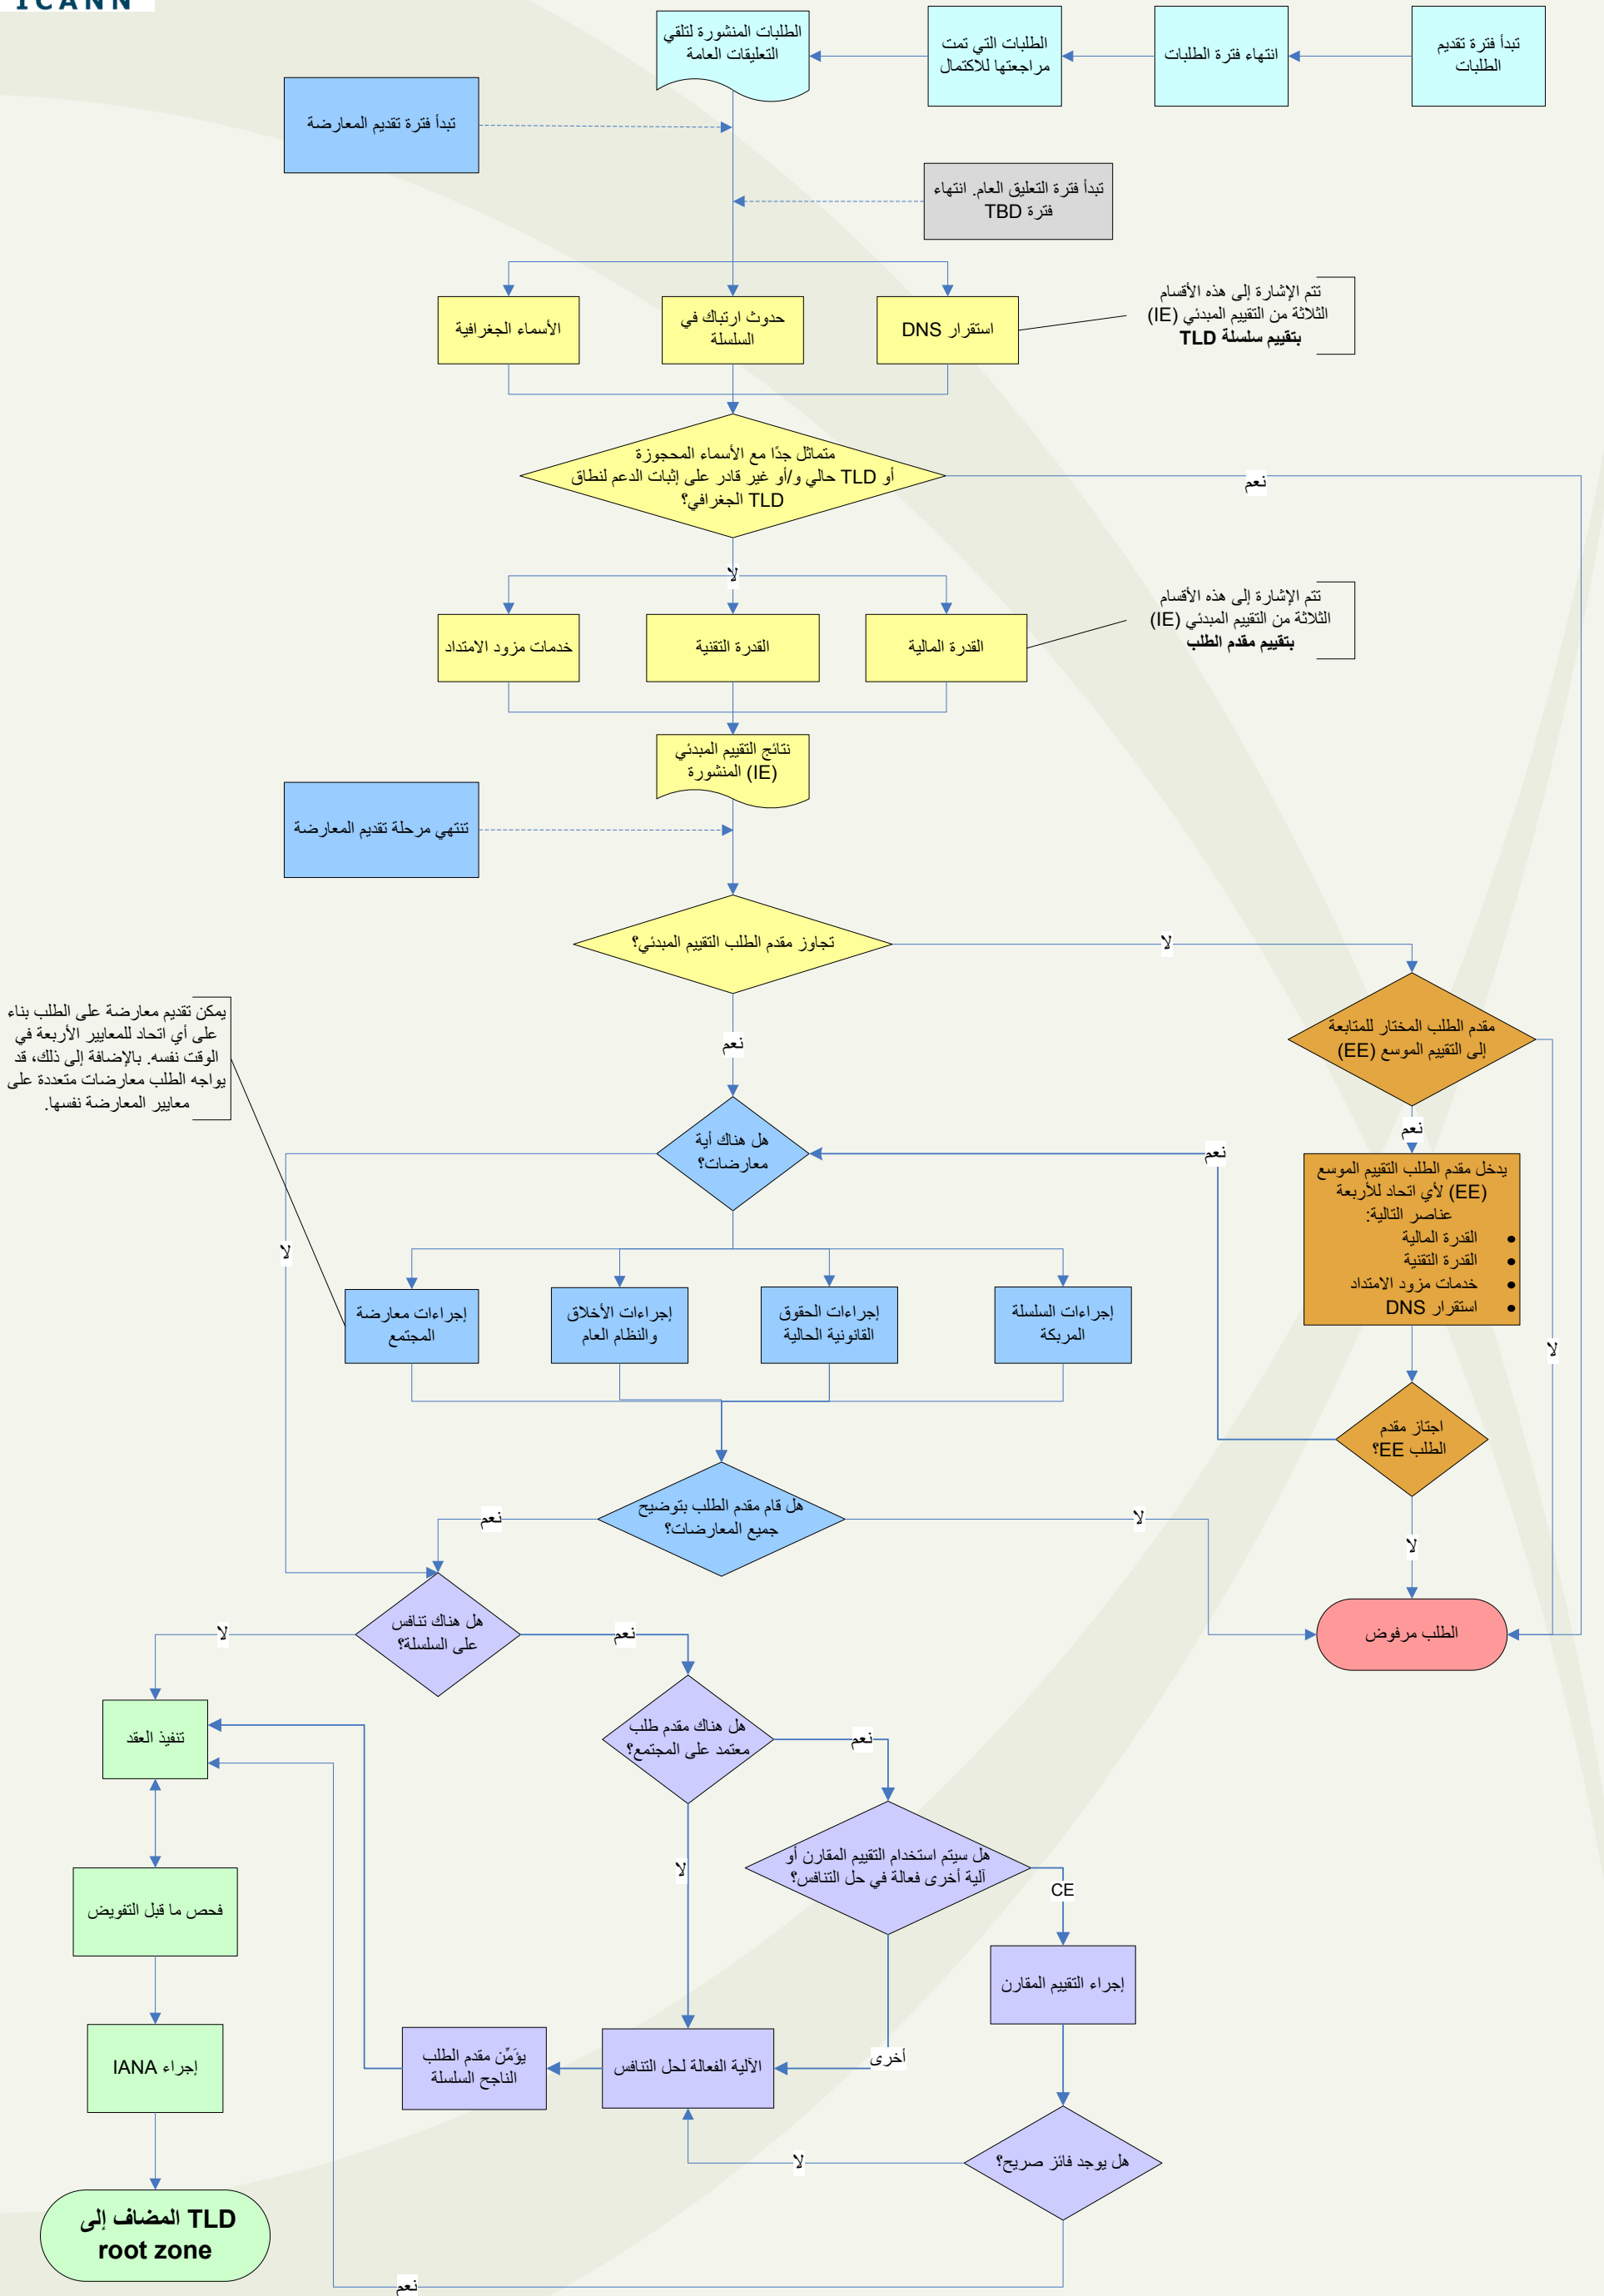 ICANN
تبدأ فترة تقديم
الطلبات
انتهاء فترة الطلبات
الطلبات التي تمت
مراجعتها للاكتمال
الطلبات المنشورة لتلقي
التعليقات العامة
تبدأ فترة تقديم المعارضة
تبدأ فترة التعليق العام. انتهاء
فترة TBD
استقرار DNS
حدوث ارتباك في
السلسلة
الأسماء الجغرافية
تتم الإشارة إلى هذه الأقسام
الثلاثة من التقييم المبدئي (IE)
بتقييم سلسلة TLD
متماثل جدًا مع الأسماء المحجوزة
أو TLD حالي و/أو غير قادر على إثبات الدعم لنطاق
TLD الجغرافي؟
نعم
لا
القدرة المالية
القدرة التقنية
خدمات مزود الامتداد
تتم الإشارة إلى هذه الأقسام
الثلاثة من التقييم المبدئي (IE)
بتقييم مقدم الطلب
نتائج التقييم المبدئي
(IE) المنشورة
تنتهي مرحلة تقديم المعارضة
تجاوز مقدم الطلب التقييم المبدئي؟
لا
نعم
مقدم الطلب المختار للمتابعة
إلى التقييم الموسع (EE)
نعم
لا
يمكن تقديم معارضة على الطلب بناء
على أي اتحاد للمعايير الأربعة في
الوقت نفسه. بالإضافة إلى ذلك، قد
يواجه الطلب معارضات متعددة على
معايير المعارضة نفسها.
هل هناك أية
معارضات؟
نعم
لا
يدخل مقدم الطلب التقييم الموسع
(EE) لأي اتحاد للأربعة
عناصر التالية:
• القدرة المالية
• القدرة التقنية
• خدمات مزود الامتداد
• استقرار DNS
إجراءات السلسلة
المربكة
إجراءات الحقوق
القانونية الحالية
إجراءات الأخلاق
والنظام العام
إجراءات معارضة
المجتمع
اجتاز مقدم
الطلب EE؟
لا
هل قام مقدم الطلب بتوضيح
جميع المعارضات؟
لا
نعم
الطلب مرفوض
هل هناك تنافس
على السلسلة؟
نعم
لا
هل هناك مقدم طلب
معتمد على المجتمع؟
نعم
لا
تنفيذ العقد
هل سيتم استخدام التقييم المقارن أو
آلية أخرى فعالة في حل التنافس؟
CE
أخرى
فحص ما قبل التفويض
إجراء التقييم المقارن
الآلية الفعالة لحل التنافس
يؤمِّن مقدم الطلب
الناجح السلسلة
إجراء IANA
هل يوجد فائز صريح؟
لا
نعم
TLD المضاف إلى
root zone